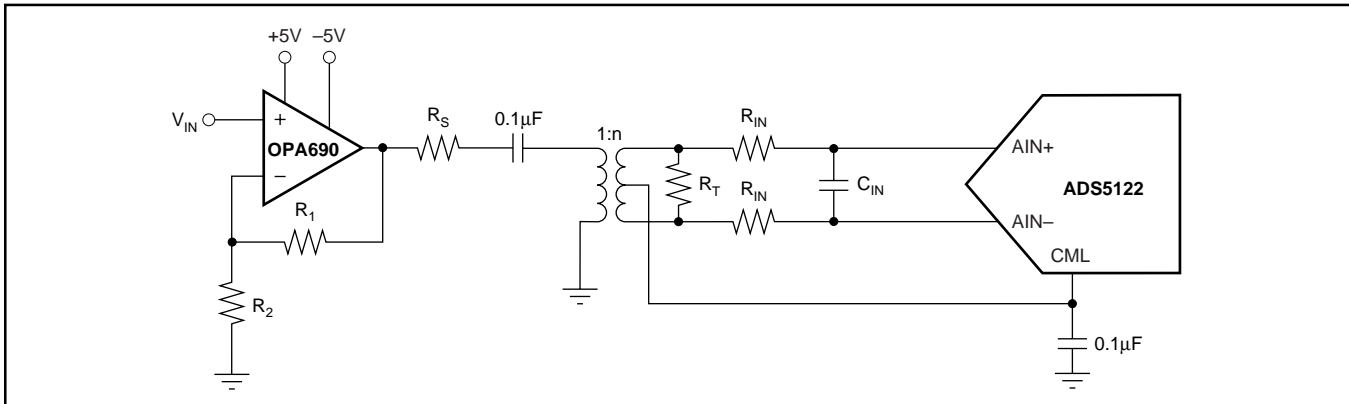 +5V –5V
V_IN
+
OPA690
–
R_S
0.1µF
1:n
R_IN
R_T
R_IN
C_IN
AIN+
ADS5122
AIN–
CML
R_1
R_2
0.1µF